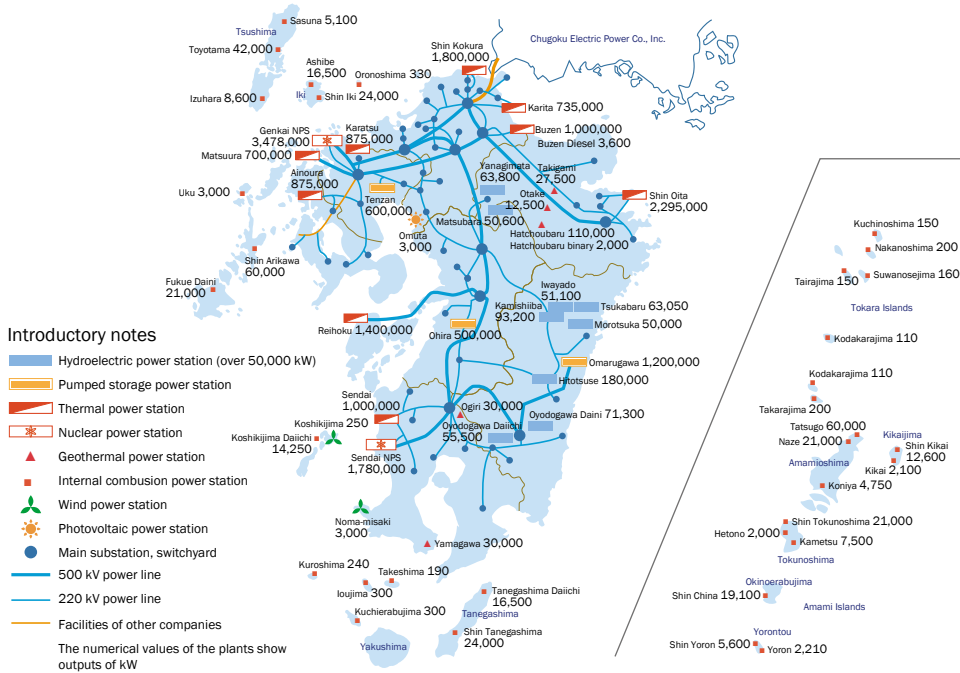 Sasuna 5,100
Tsushima
Toyotama 42,000
Izuhara 8,600
Ashibe
16,500
Oronoshima 330
Iki
Shin Iki 24,000
Shin Kokura
1,800,000
Chugoku Electric Power Co., Inc.
Karita 735,000
Buzen 1,000,000
Buzen Diesel 3,600
Genkai NPS
3,478,000
Karatsu
875,000
Matsuura 700,000
Ainoura
875,000
Uku 3,000
Tenzan
600,000
Yanagimata
63,800
Takigami
27,500
Otake
12,500
Matsubara 50,600
Omuta
3,000
Hatchoubaru 110,000
Hatchoubaru binary 2,000
Shin Oita
2,295,000
Shin Arikawa
60,000
Fukue Daini
21,000
Iwayado
51,100
Kamishiiba
93,200
Tsukabaru 63,050
Morotsuka 50,000
Reihoku 1,400,000
Ohira 500,000
Omarugawa 1,200,000
Hitotsuse 180,000
Sendai
1,000,000
Ogiri 30,000
Oyodogawa Daini 71,300
Oyodogawa Daiichi
55,500
Koshikijima 250
Koshikijima Daiichi
14,250
Sendai NPS
1,780,000
Noma-misaki
3,000
Yamagawa 30,000
Kuroshima 240
Takeshima 190
Ioujima 300
Kuchierabujima 300
Yakushima
Tanegashima Daiichi
16,500
Tanegashima
Shin Tanegashima
24,000
Introductory notes
Hydroelectric power station (over 50,000 kW)
Pumped storage power station
Thermal power station
Nuclear power station
Geothermal power station
Internal combusion power station
Wind power station
Photovoltaic power station
Main substation, switchyard
500 kV power line
220 kV power line
Facilities of other companies
The numerical values of the plants show
outputs of kW
Kuchinoshima 150
Nakanoshima 200
Tairajima 150
Suwanosejima 160
Tokara Islands
Kodakarajima 110
Kodakarajima 110
Takarajima 200
Tatsugo 60,000
Naze 21,000
Kikaijima
Shin Kikai
12,600
Kikai 2,100
Amamioshima
Koniya 4,750
Shin Tokunoshima 21,000
Hetono 2,000
Kametsu 7,500
Tokunoshima
Okinoerabujima
Shin China 19,100
Amami Islands
Yorontou
Shin Yoron 5,600
Yoron 2,210